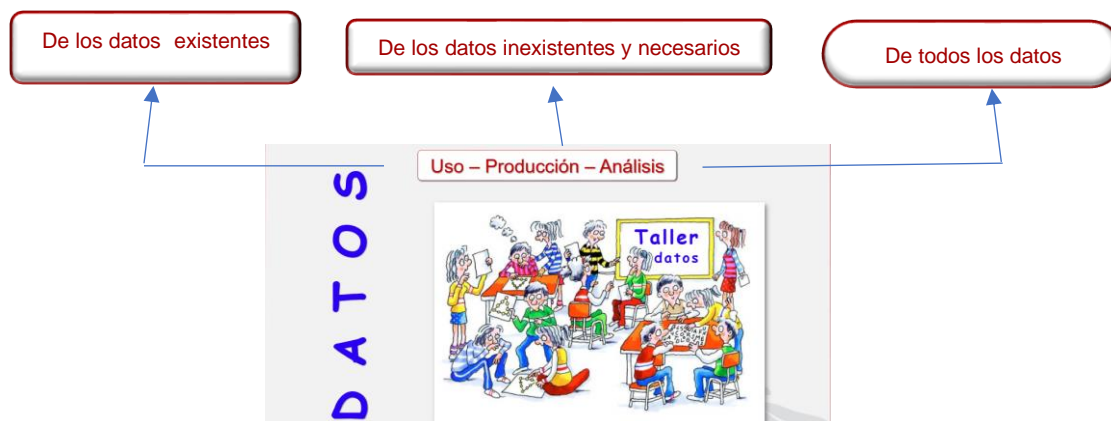 De los datos existentes
De los datos inexistentes y necesarios
De todos los datos
Uso – Producción – Análisis
DATOS
Taller
datos